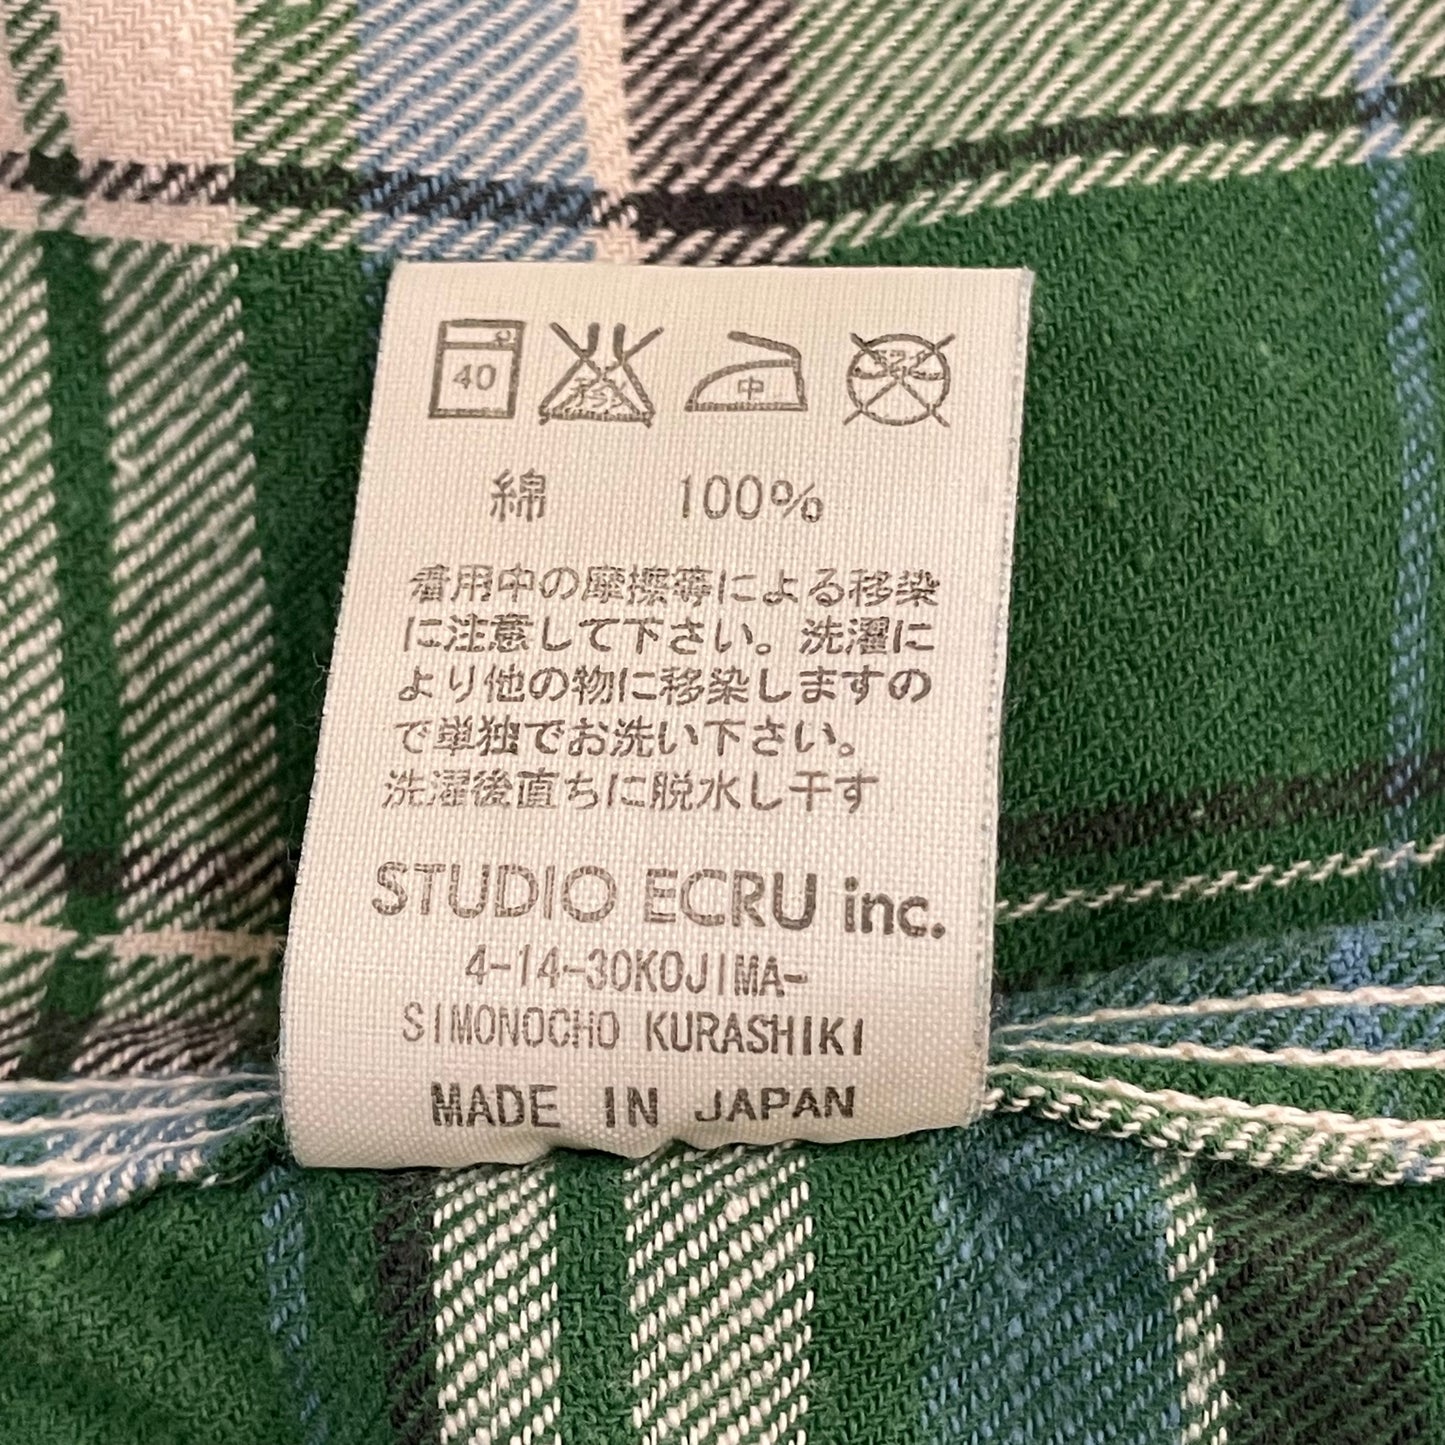 40
中
綿 100%
着用中の摩擦等による移染
に注意して下さい。洗濯に
より他の物に移染しますの
で単独でお洗い下さい。
洗濯後直ちに脱水し干す
STUDIO ECRU inc.
4-14-30KOJIMA-
SIMONOCHO KURASHIKI
MADE IN JAPAN